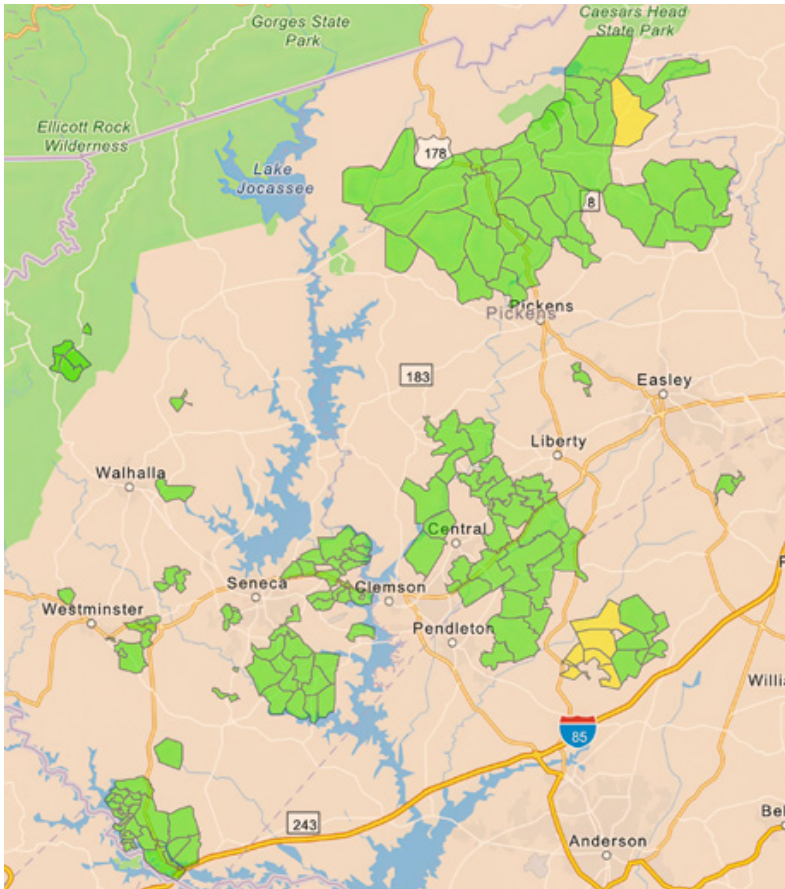 Caesars Head
State Park
Gorges State
Park
Ellicott Rock
Wilderness
178
Lake
Jocassee
8
Pickens
Pickens
183
Easley
Liberty
Walhalla
Central
Seneca
Clemson
Westminster
Pendleton
Willia
85
243
Bel
Anderson